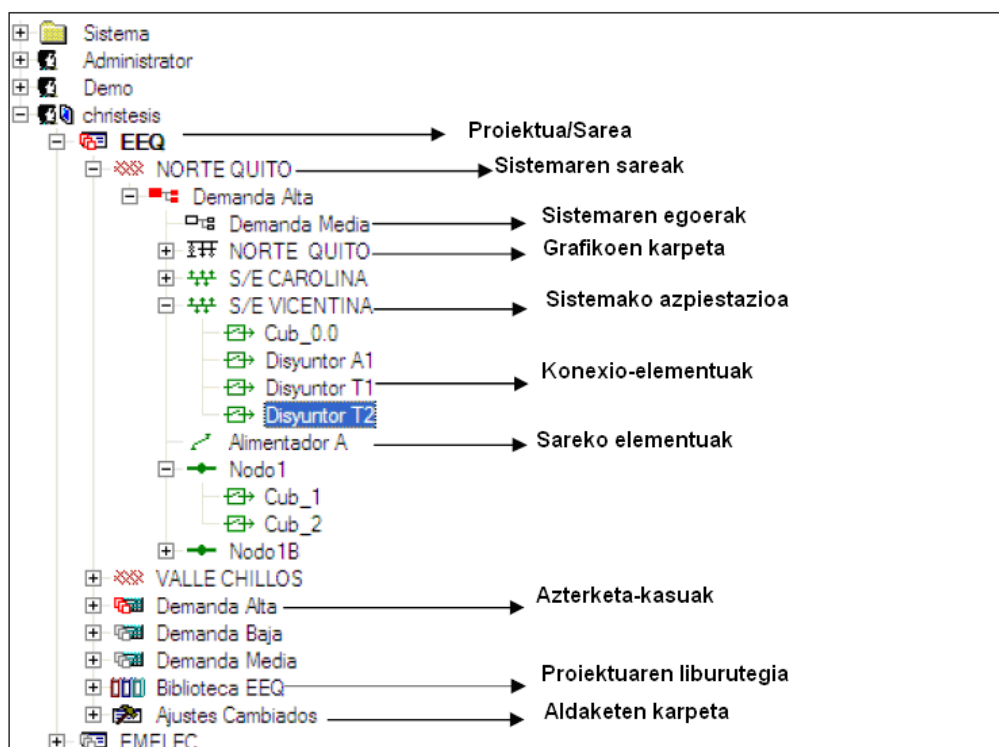 Sistema
Administrator
Demo
christesis
EEQ Proiektua/Sarea
NORTE QUITO Sistemaren sareak
Demanda Alta
Demanda Media Sistemaren egoerak
NORTE QUITO Grafikoen karpeta
S/E CAROLINA
S/E VICENTINA Sistemako azpiestazioa
Cub_0.0
Disyuntor A1
Disyuntor T1 Konexio-elementuak
Disyuntor T2
Alimentador A Sareko elementuak
Nodo1
Cub_1
Cub_2
Nodo1B
VALLE CHILLOS
Demanda Alta Azterketa-kasuak
Demanda Baja
Demanda Media
Biblioteca EEQ Proiektuaren liburutegia
Ajustes Cambiados Aldaketen karpeta
EMELEC